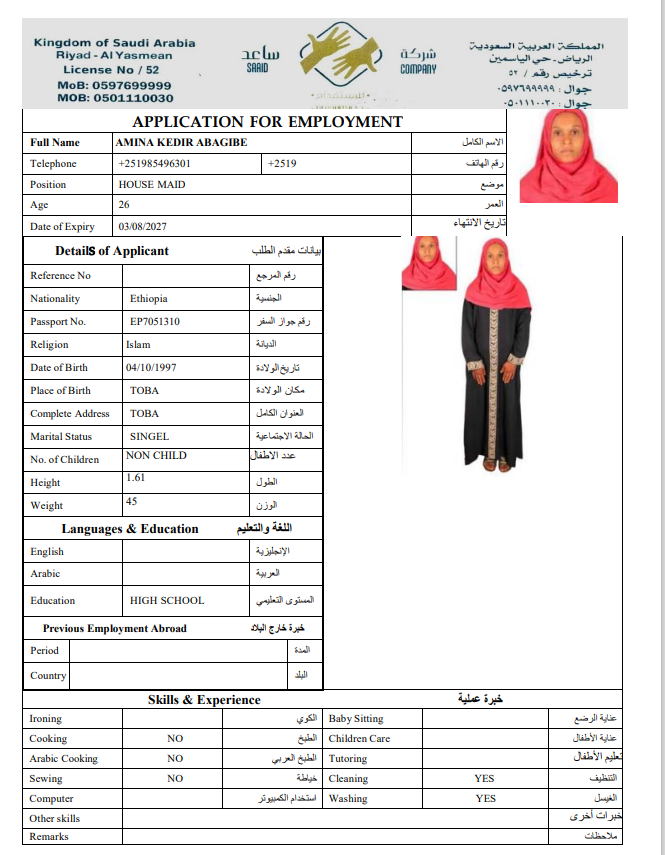 Kingdom of Saudi Arabia
Riyad - Al Yasmean
License No / 52
MoB: 0597699999
MOB: 0501110030
ساعد
SAAID
شركة
COMPANY
للاستقدام
المملكة العربية السعودية
الرياض - حي الياسمين
ترخيص رقم / ٥٢
جوال : ٠٥٩٧٦٩٩٩٩٩
جوال : ٠٥٠١١١٠٠٣٠
APPLICATION FOR EMPLOYMENT
Full Name AMINA KEDIR ABAGIBE الاسم الكامل
Telephone +251985496301 +2519 رقم الهاتف
Position HOUSE MAID موضع
Age 26 العمر
Date of Expiry 03/08/2027 تاريخ الانتهاء
Details of Applicant بيانات مقدم الطلب
Reference No رقم المرجع
Nationality Ethiopia الجنسية
Passport No. EP7051310 رقم جواز السفر
Religion Islam الديانة
Date of Birth 04/10/1997 تاريخ الولادة
Place of Birth TOBA مكان الولادة
Complete Address TOBA العنوان الكامل
Marital Status SINGEL الحالة الاجتماعية
No. of Children NON CHILD عدد الاطفال
Height 1.61 الطول
Weight 45 الوزن
Languages & Education اللغة والتعليم
English الإنجليزية
Arabic العربية
Education HIGH SCHOOL المستوى التعليمي
Previous Employment Abroad خبرة خارج البلاد
Period المدة
Country البلد
Skills & Experience خبرة عملية
Ironing الكوي Baby Sitting عناية الرضع
Cooking NO الطبخ Children Care عناية الأطفال
Arabic Cooking NO الطبخ العربي Tutoring تعليم الأطفال
Sewing NO خياطة Cleaning YES التنظيف
Computer استخدام الكمبيوتر Washing YES الغيسل
Other skills خبرات أخرى
Remarks ملاحظات